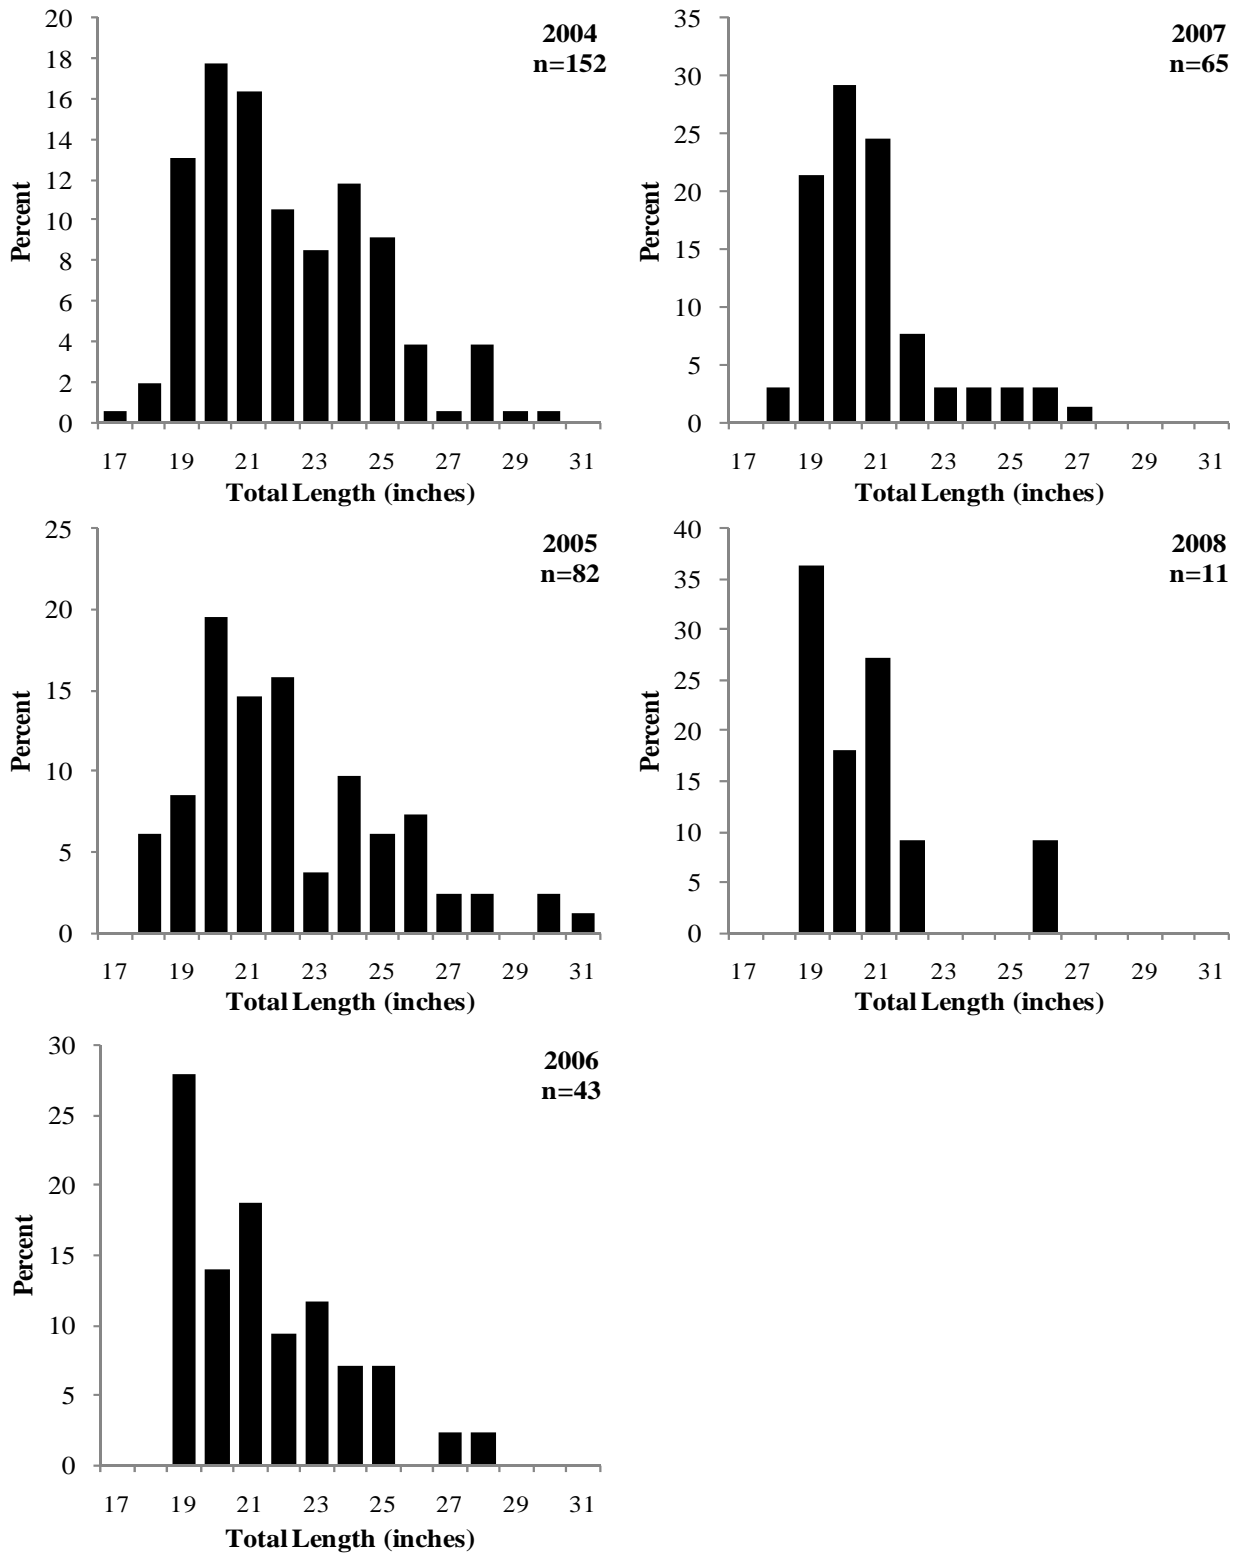 2004
n=152
20
18
16
14
12
10
8
6
4
2
0
Percent
17 19 21 23 25 27 29 31
Total Length (inches)
2007
n=65
35
30
25
20
15
10
5
0
Percent
17 19 21 23 25 27 29 31
Total Length (inches)
2005
n=82
25
20
15
10
5
0
Percent
17 19 21 23 25 27 29 31
Total Length (inches)
2008
n=11
40
35
30
25
20
15
10
5
0
Percent
17 19 21 23 25 27 29 31
Total Length (inches)
2006
n=43
30
25
20
15
10
5
0
Percent
17 19 21 23 25 27 29 31
Total Length (inches)